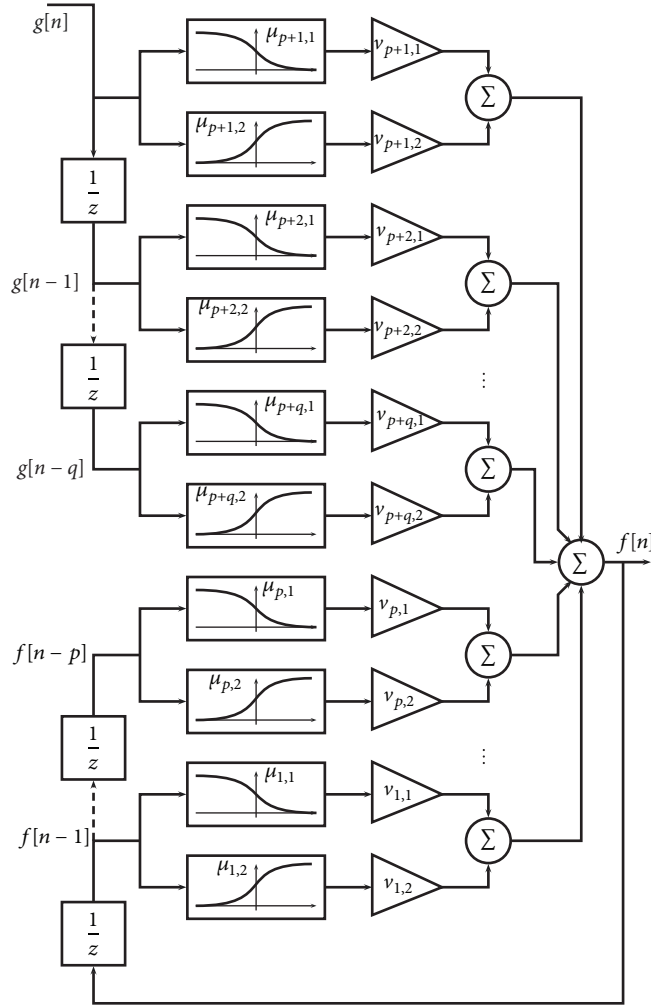 g[n]
μp+1,1
νp+1,1
Σ
μp+1,2
νp+1,2
1/z
μp+2,1
νp+2,1
g[n − 1]
Σ
μp+2,2
νp+2,2
1/z
⋮
μp+q,1
νp+q,1
g[n − q]
Σ
μp+q,2
νp+q,2
f[n]
Σ
μp,1
νp,1
f[n − p]
Σ
μp,2
νp,2
1/z
⋮
μ1,1
ν1,1
f[n − 1]
Σ
μ1,2
ν1,2
1/z